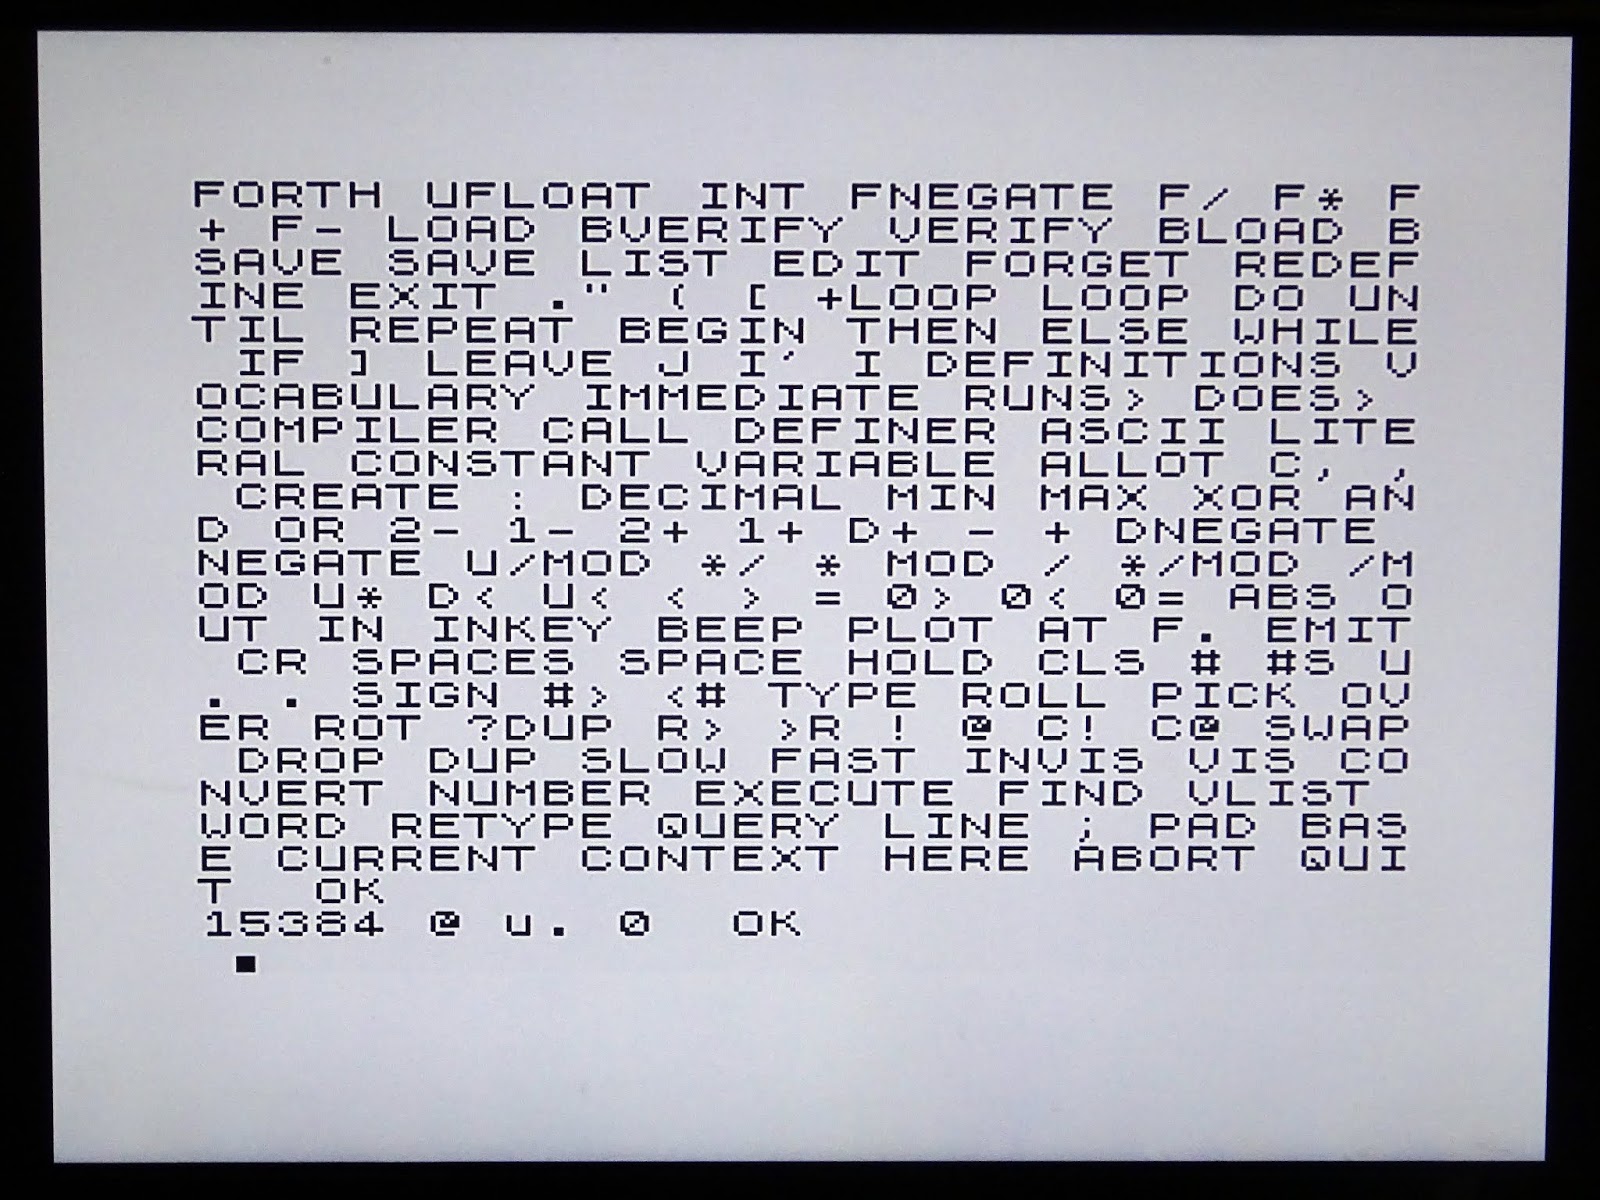 FORTH UFLOAT INT FNEGATE F/ F* F
+ F- LOAD BVERIFY VERIFY BLOAD B
SAVE SAVE LIST EDIT FORGET REDEF
INE EXIT ." ( [ +LOOP LOOP DO UN
TIL REPEAT BEGIN THEN ELSE WHILE
IF ] LEAVE J I' I DEFINITIONS V
OCABULARY IMMEDIATE RUNS> DOES>
COMPILER CALL DEFINER ASCII LITE
RAL CONSTANT VARIABLE ALLOT C, ,
CREATE : DECIMAL MIN MAX XOR AN
D OR 2- 1- 2+ 1+ D+ - + DNEGATE
NEGATE U/MOD */ * MOD / */MOD /M
OD U* D< U< < > = 0> 0< 0= ABS O
UT IN INKEY BEEP PLOT AT F. EMIT
CR SPACES SPACE HOLD CLS # #S U
. . SIGN #> <# TYPE ROLL PICK OV
ER ROT ?DUP R> >R ! @ C! C@ SWAP
DROP DUP SLOW FAST INVIS VIS CO
NVERT NUMBER EXECUTE FIND VLIST
WORD RETYPE QUERY LINE ; PAD BAS
E CURRENT CONTEXT HERE ABORT QUI
T OK
15384 @ u. 0 OK